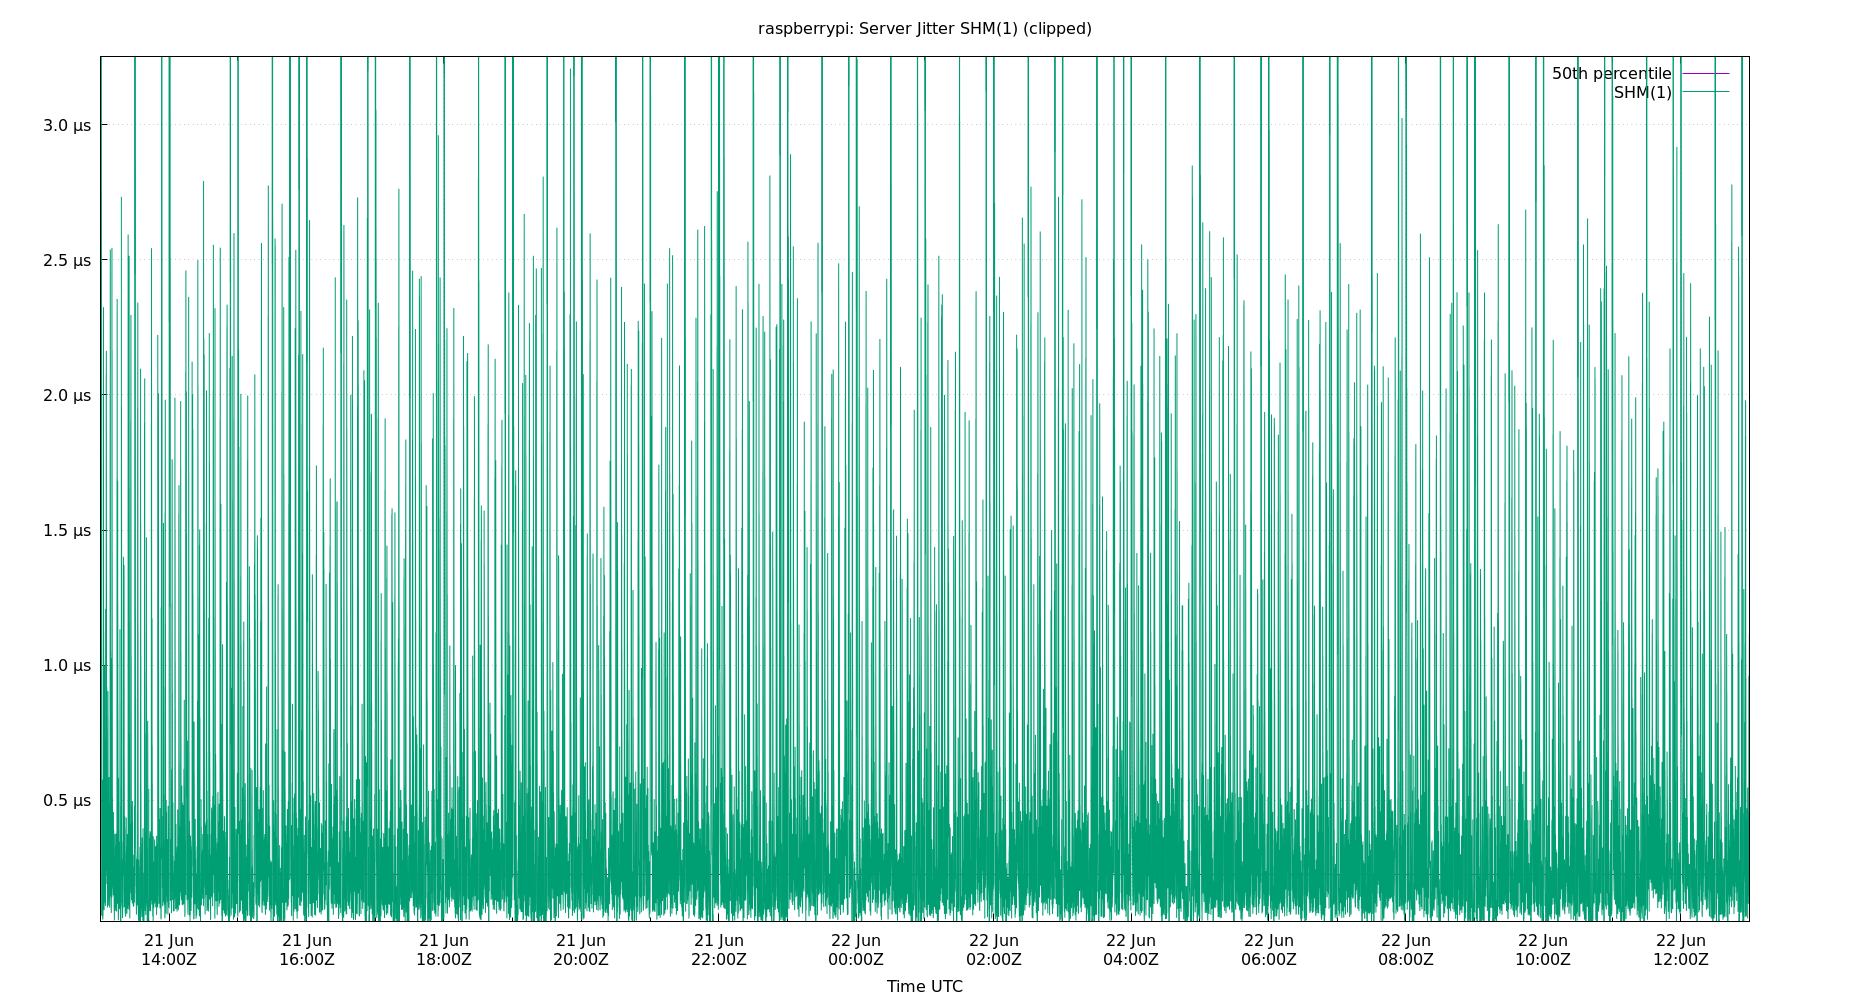 raspberrypi: Server Jitter SHM(1) (clipped)
50th percentile
SHM(1)
3.0 µs
2.5 µs
2.0 µs
1.5 µs
1.0 µs
0.5 µs
21 Jun 21 Jun 21 Jun 21 Jun 21 Jun 22 Jun 22 Jun 22 Jun 22 Jun 22 Jun 22 Jun 22 Jun
14:00Z 16:00Z 18:00Z 20:00Z 22:00Z 00:00Z 02:00Z 04:00Z 06:00Z 08:00Z 10:00Z 12:00Z
Time UTC